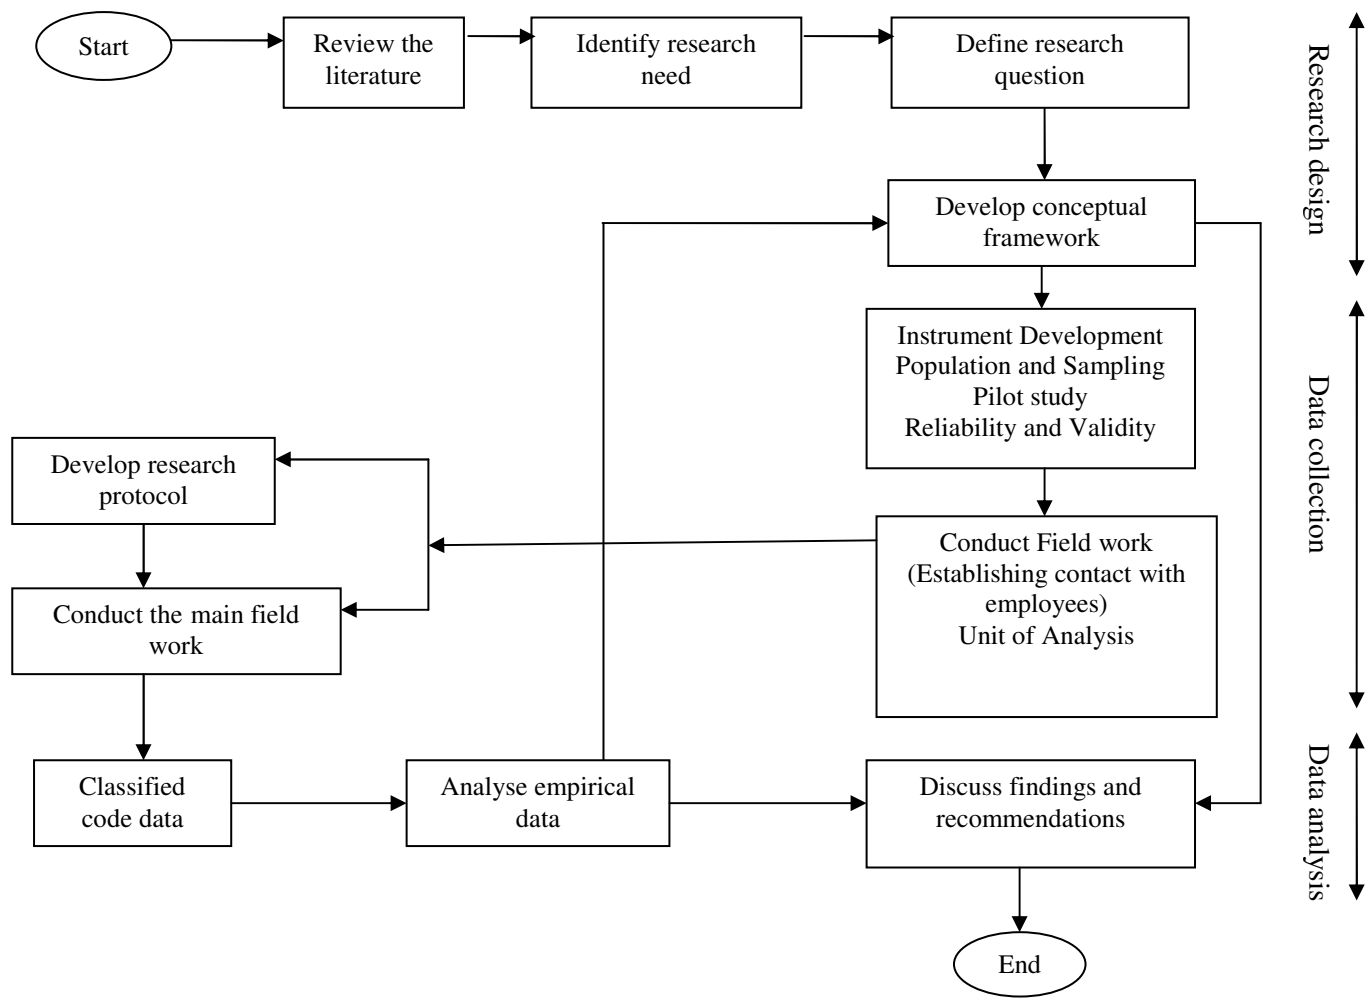 Start
Review the
literature
Identify research
need
Define research
question
Research design
Develop conceptual
framework
Instrument Development
Population and Sampling
Pilot study
Reliability and Validity
Data collection
Develop research
protocol
Conduct Field work
(Establishing contact with
employees)
Unit of Analysis
Conduct the main field
work
Classified
code data
Analyse empirical
data
Discuss findings and
recommendations
Data analysis
End